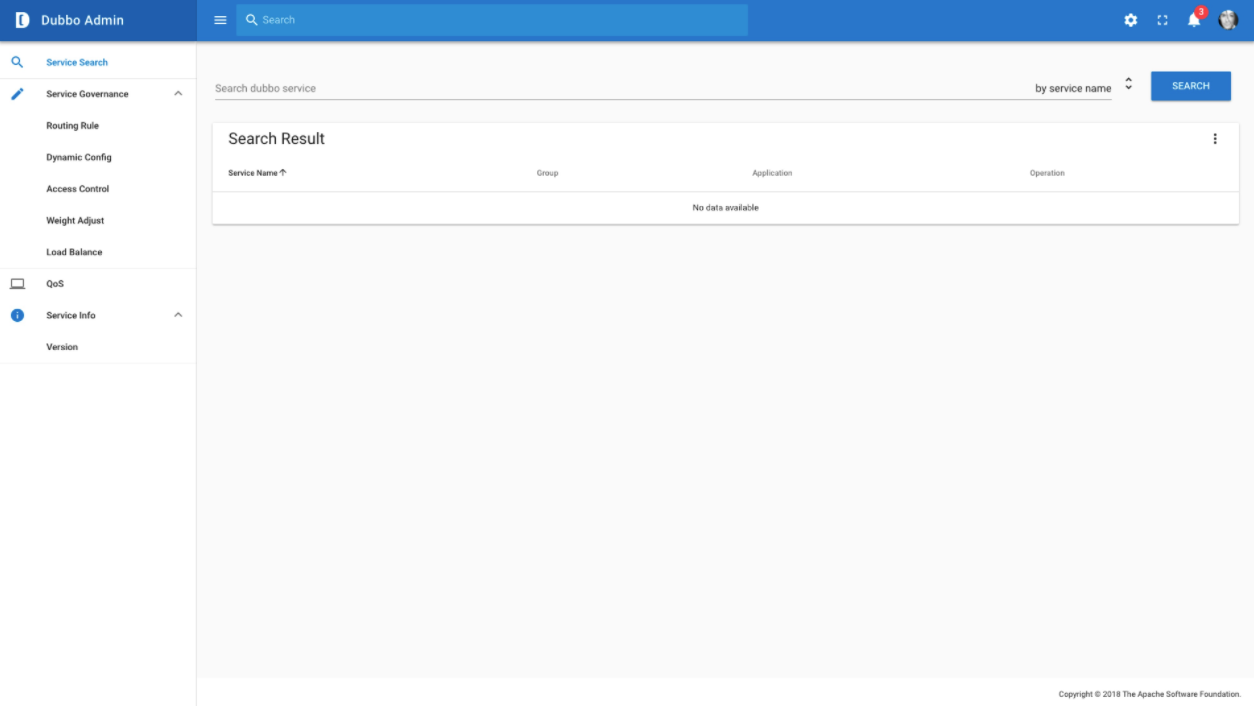 Dubbo Admin
Search
3
Service Search
Service Governance
Routing Rule
Dynamic Config
Access Control
Weight Adjust
Load Balance
QoS
Service Info
Version
Search dubbo service
by service name
SEARCH
Search Result
Service Name Group Application Operation
No data available
Copyright © 2018 The Apache Software Foundation.